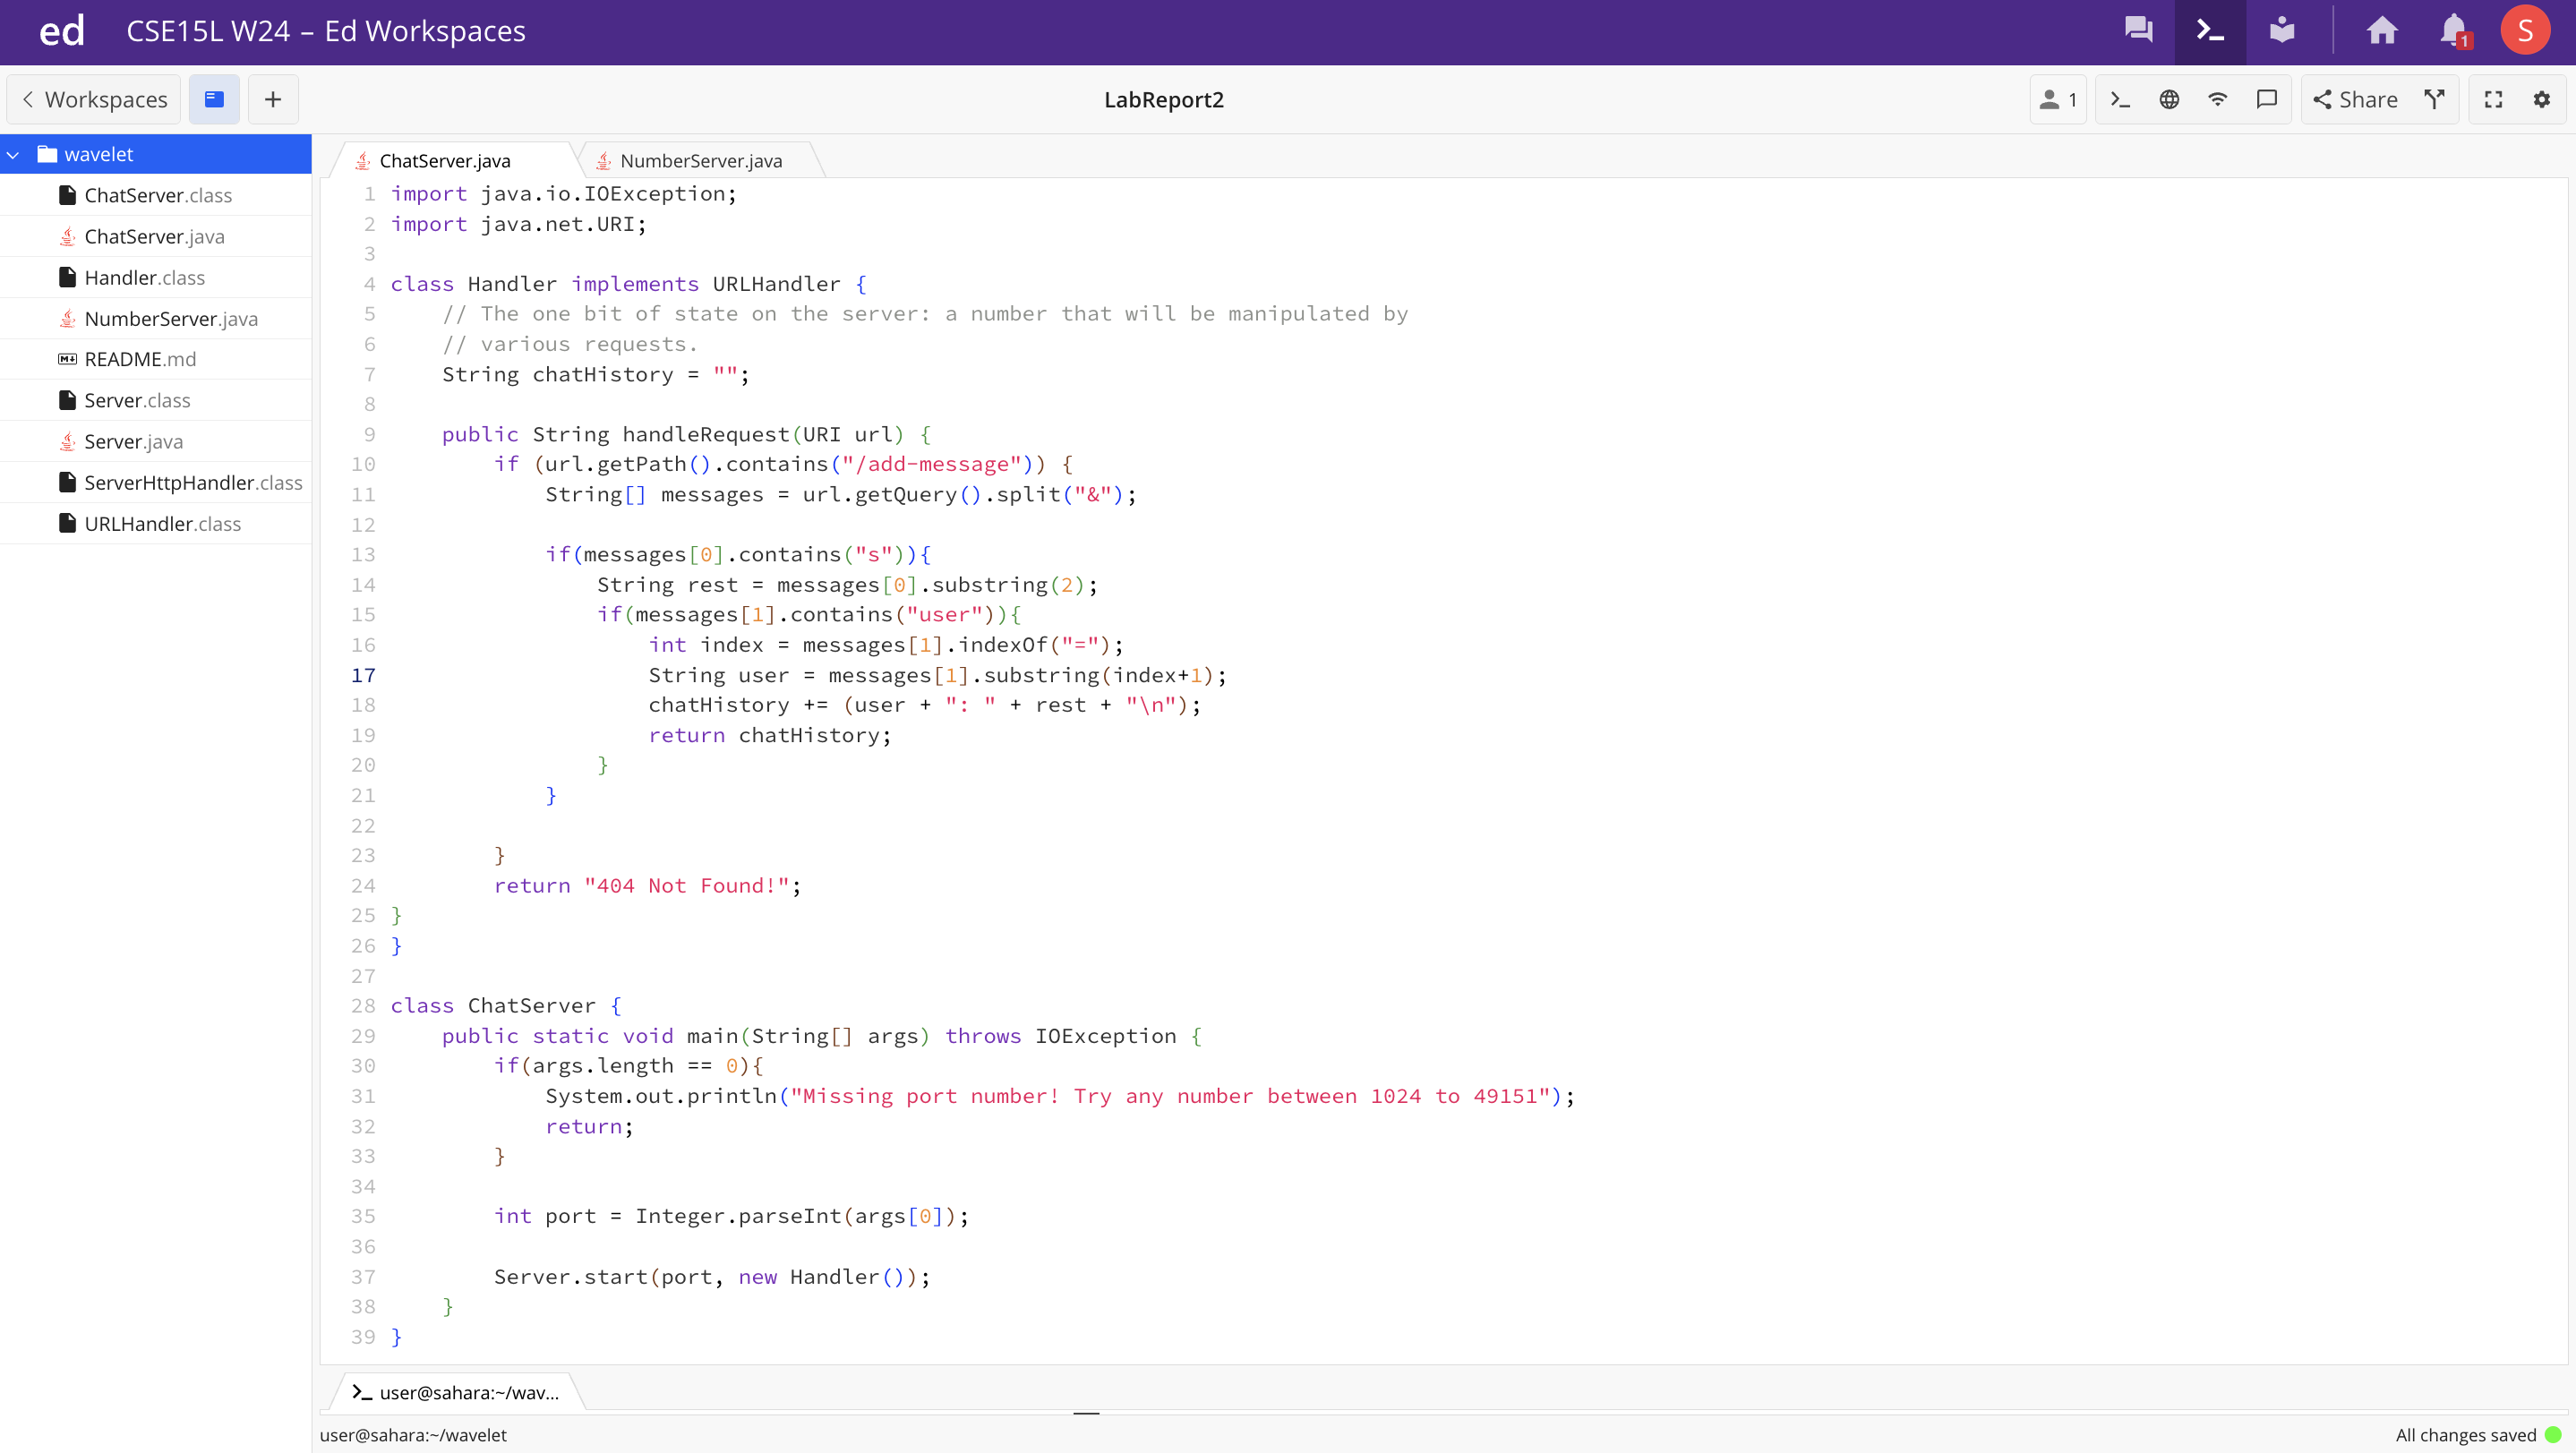 ed CSE15L W24 – Ed Workspaces 1 S
Workspaces + LabReport2 1 Share
wavelet
ChatServer.class
ChatServer.java
Handler.class
NumberServer.java
README.md
Server.class
Server.java
ServerHttpHandler.class
URLHandler.class
ChatServer.java NumberServer.java
1 import java.io.IOException;
2 import java.net.URI;
3
4 class Handler implements URLHandler {
5     // The one bit of state on the server: a number that will be manipulated by
6     // various requests.
7     String chatHistory = "";
8
9     public String handleRequest(URI url) {
10         if (url.getPath().contains("/add-message")) {
11             String[] messages = url.getQuery().split("&");
12
13             if(messages[0].contains("s")){
14                 String rest = messages[0].substring(2);
15                 if(messages[1].contains("user")){
16                     int index = messages[1].indexOf("=");
17                     String user = messages[1].substring(index+1);
18                     chatHistory += (user + ": " + rest + "\n");
19                     return chatHistory;
20                 }
21             }
22
23         }
24         return "404 Not Found!";
25 }
26 }
27
28 class ChatServer {
29     public static void main(String[] args) throws IOException {
30         if(args.length == 0){
31             System.out.println("Missing port number! Try any number between 1024 to 49151");
32             return;
33         }
34
35         int port = Integer.parseInt(args[0]);
36
37         Server.start(port, new Handler());
38     }
39 }
user@sahara:~/wav...
user@sahara:~/wavelet All changes saved